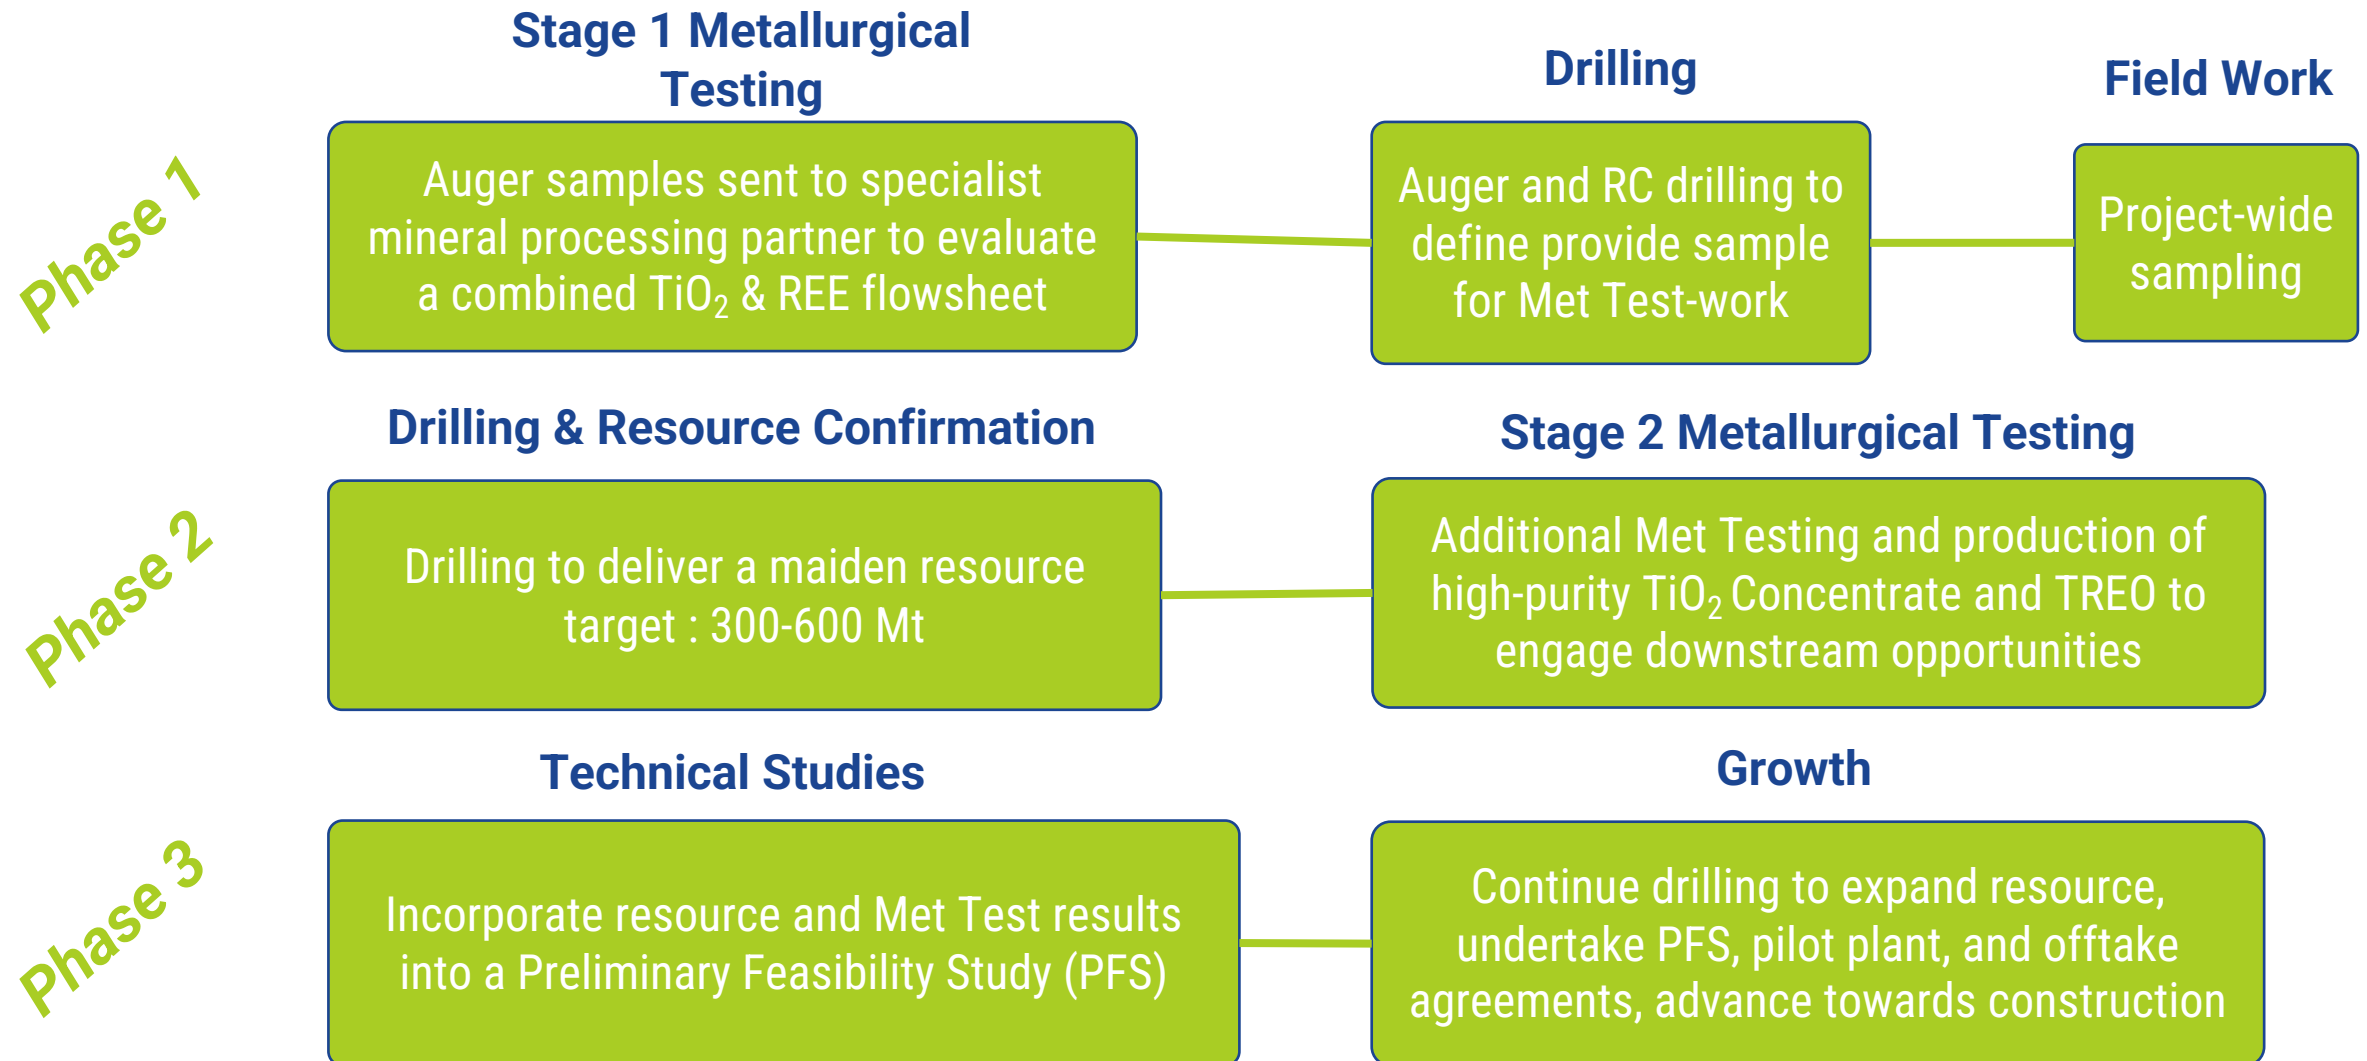 Stage 1 Metallurgical
Testing
Drilling
Field Work
Phase 1
Auger samples sent to specialist
mineral processing partner to evaluate
a combined TiO₂ & REE flowsheet
Auger and RC drilling to
define provide sample
for Met Test-work
Project-wide
sampling
Drilling & Resource Confirmation
Stage 2 Metallurgical Testing
Phase 2
Drilling to deliver a maiden resource
target : 300-600 Mt
Additional Met Testing and production of
high-purity TiO₂ Concentrate and TREO to
engage downstream opportunities
Technical Studies
Growth
Phase 3
Incorporate resource and Met Test results
into a Preliminary Feasibility Study (PFS)
Continue drilling to expand resource,
undertake PFS, pilot plant, and offtake
agreements, advance towards construction